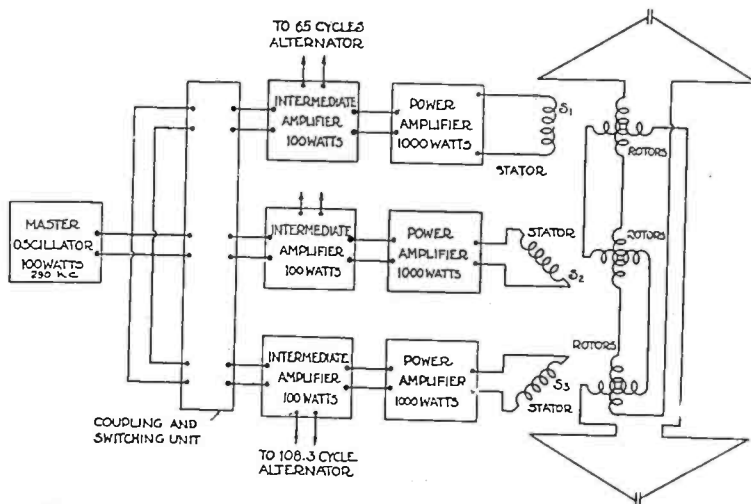 TO 65 CYCLES
ALTERNATOR
INTERMEDIATE
AMPLIFIER
100 WATTS
POWER
AMPLIFIER
1000 WATTS
S1
STATOR
ROTORS
MASTER
OSCILLATOR
100 WATTS
290 KC
INTERMEDIATE
AMPLIFIER
100 WATTS
POWER
AMPLIFIER
1000 WATTS
STATOR
S2
ROTORS
INTERMEDIATE
AMPLIFIER
100 WATTS
POWER
AMPLIFIER
1000 WATTS
S3
STATOR
ROTORS
COUPLING AND
SWITCHING UNIT
TO 108.3 CYCLE
ALTERNATOR